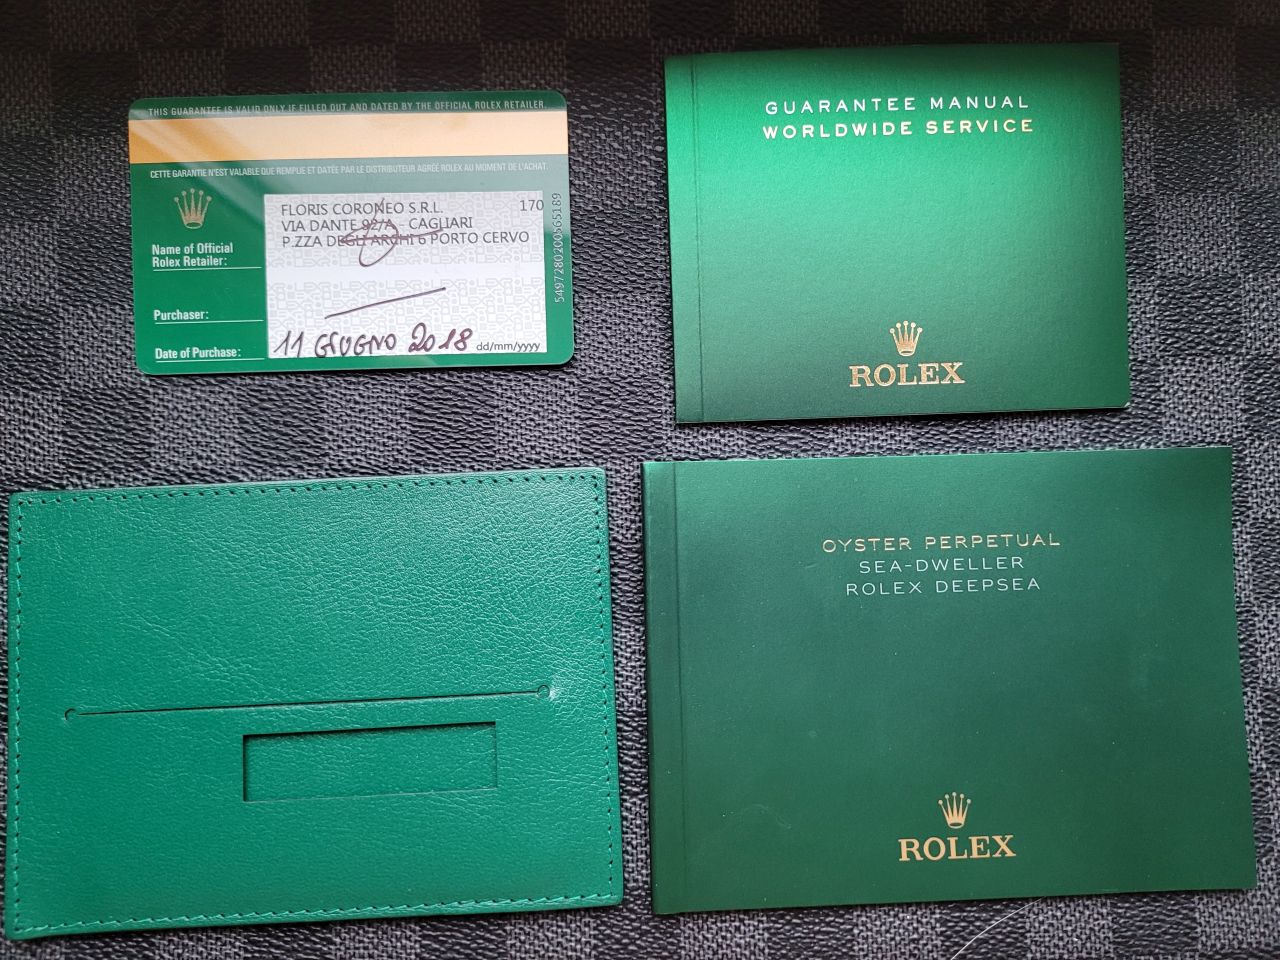 THIS GUARANTEE IS VALID ONLY IF FILLED OUT AND DATED BY THE OFFICIAL ROLEX RETAILER.
CETTE GARANTIE N'EST VALABLE QUE REMPLIE ET DATÉE PAR LE DISTRIBUTEUR AGRÉÉ ROLEX AU MOMENT DE L'ACHAT.
FLORIS CORONEO S.R.L. 170
VIA DANTE 92/A CAGLIARI
P.ZZA DEGLI ARCHI 6 PORTO CERVO
Name of Official
Rolex Retailer:
Purchaser:
Date of Purchase:
11 GIUGNO 2018 dd/mm/yyyy
5497280200565189
GUARANTEE MANUAL
WORLDWIDE SERVICE
ROLEX
OYSTER PERPETUAL
SEA-DWELLER
ROLEX DEEPSEA
ROLEX